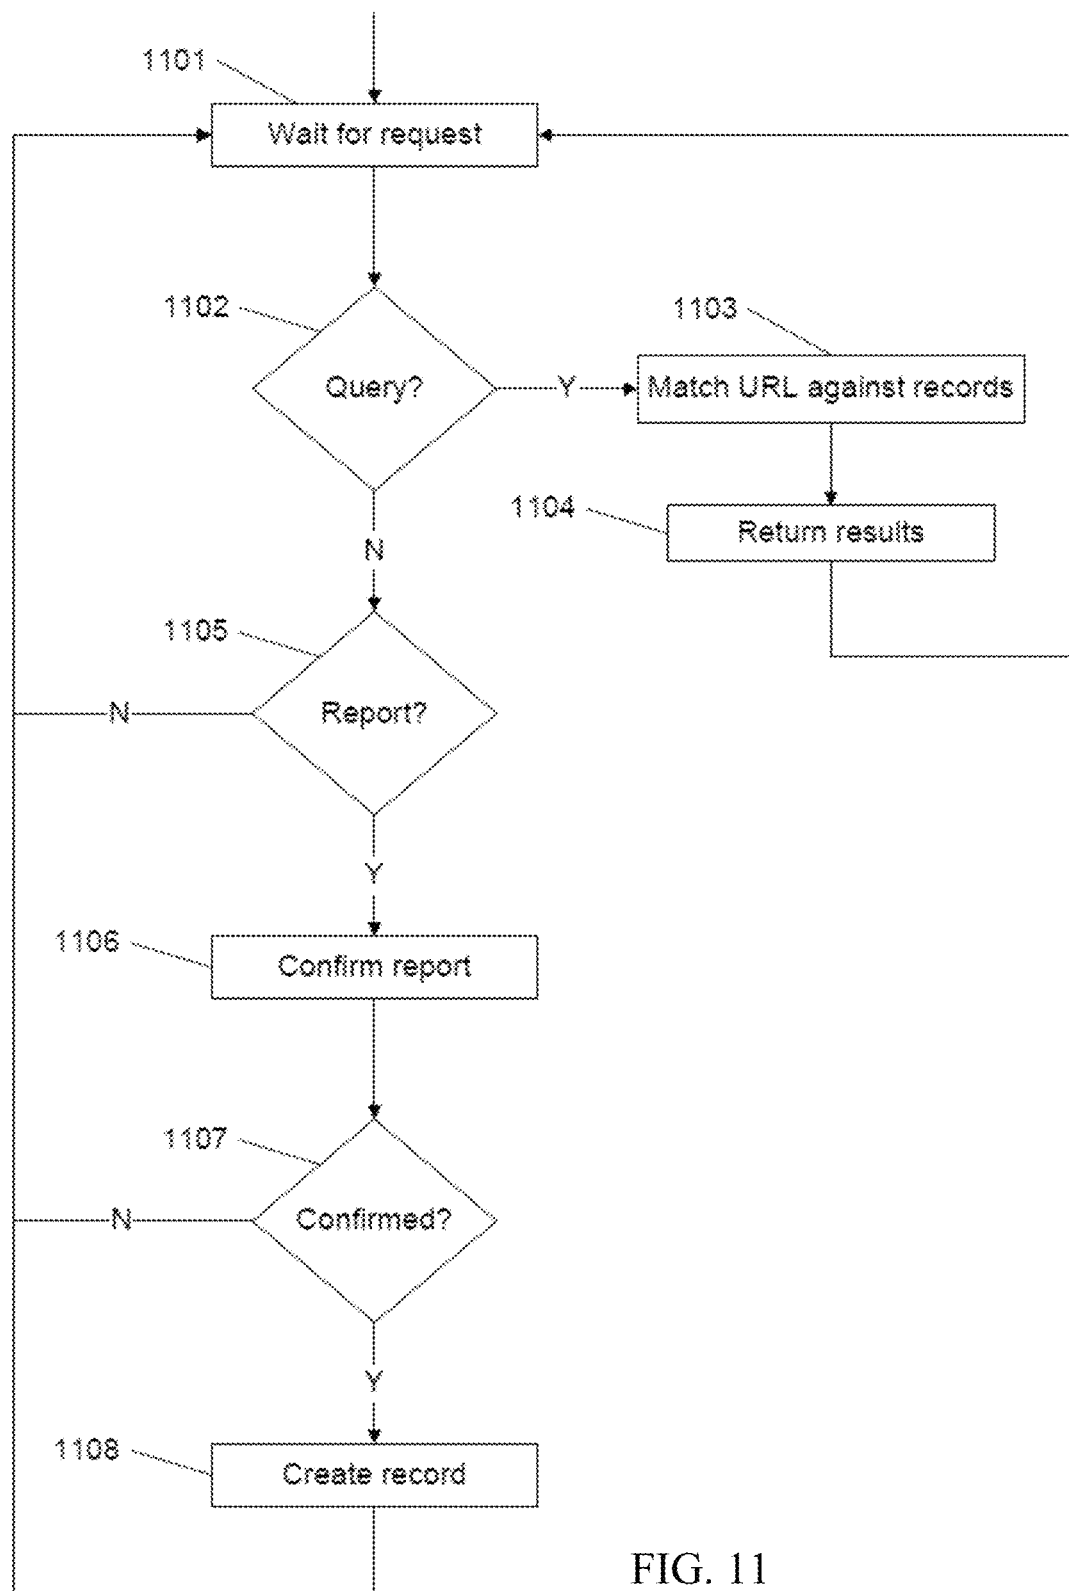 1101
Wait for request
1102
Query?
Y
1103
Match URL against records
1104
Return results
N
1105
Report?
N
Y
1106
Confirm report
1107
Confirmed?
N
Y
1108
Create record
FIG. 11